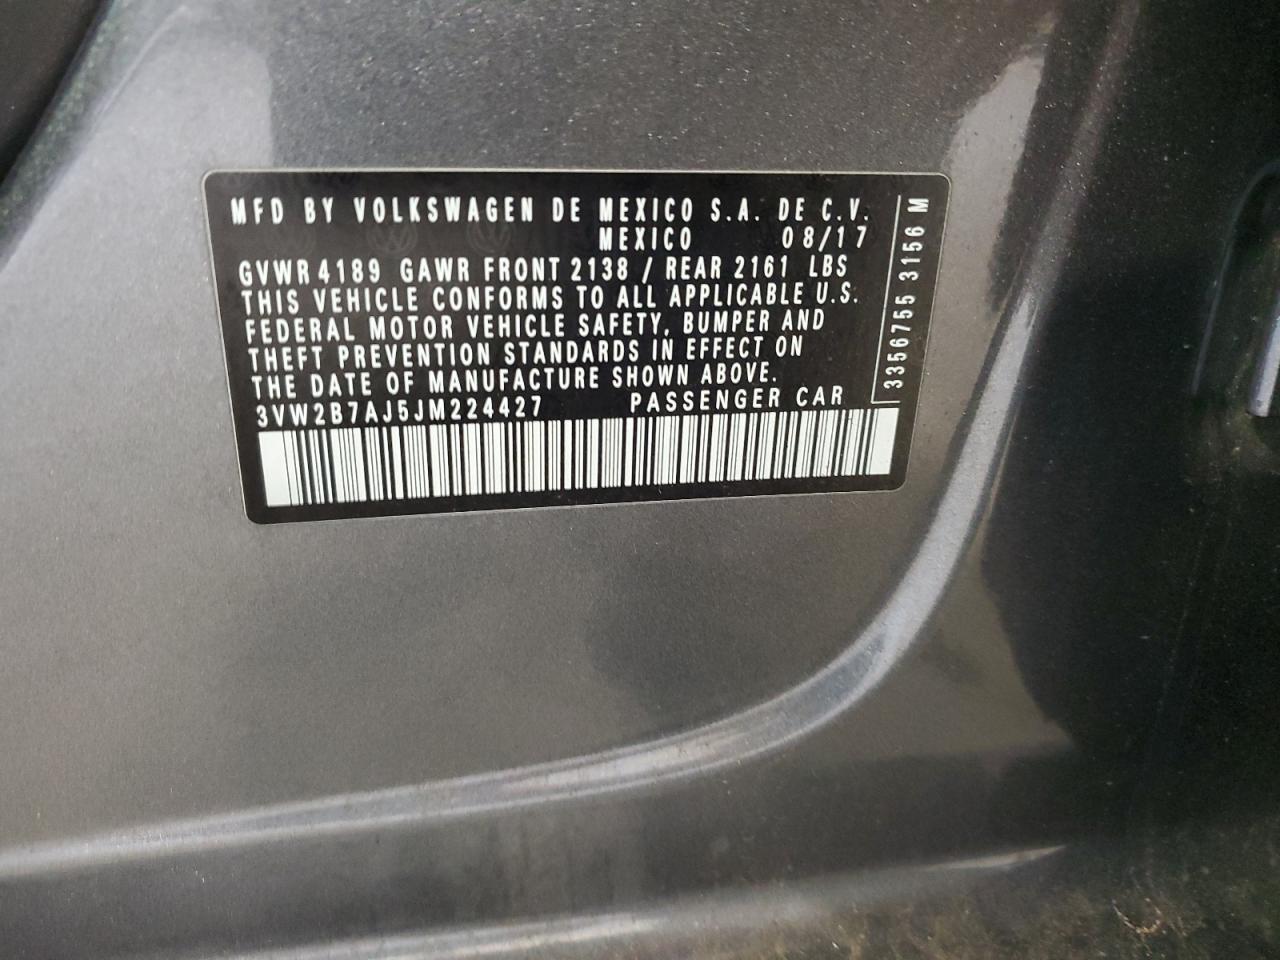 MFD BY VOLKSWAGEN DE MEXICO S.A. DE C.V.
MEXICO 08/17
GVWR 4189 GAWR FRONT 2138 / REAR 2161 LBS
THIS VEHICLE CONFORMS TO ALL APPLICABLE U.S.
FEDERAL MOTOR VEHICLE SAFETY, BUMPER AND
THEFT PREVENTION STANDARDS IN EFFECT ON
THE DATE OF MANUFACTURE SHOWN ABOVE.
3VW2B7AJ5JM224427 PASSENGER CAR
3356755 3156 M